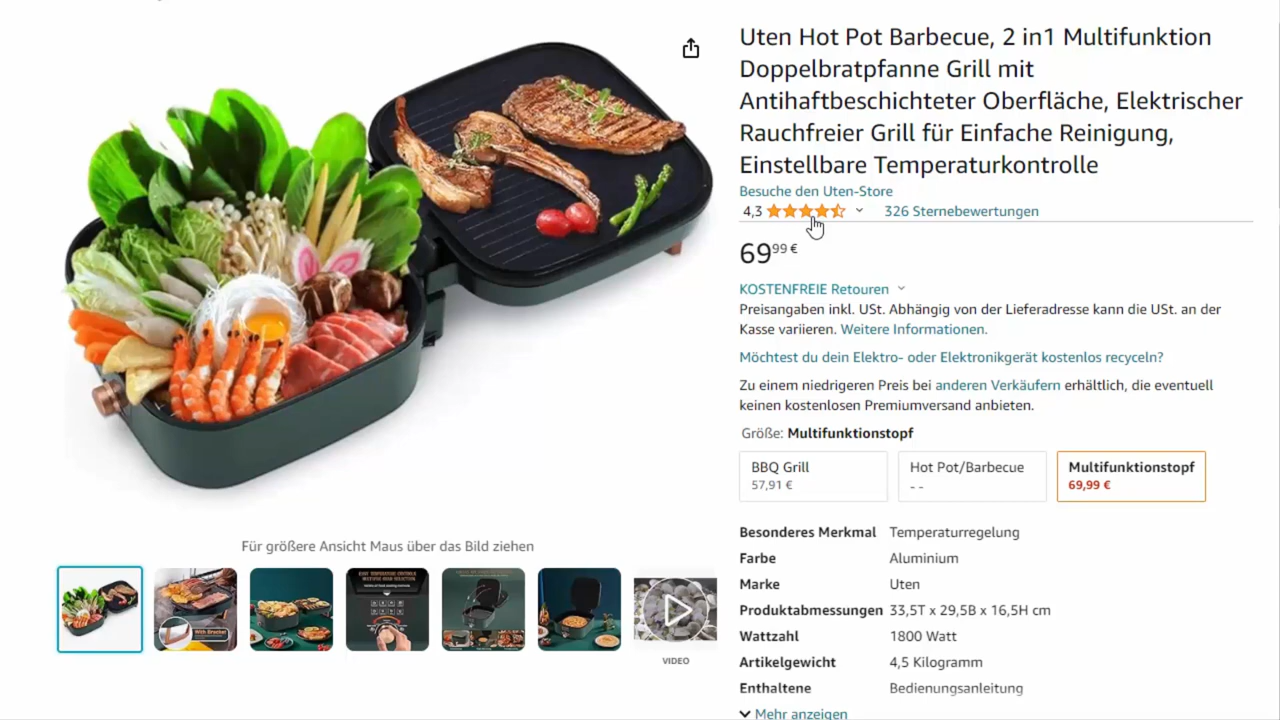 Uten Hot Pot Barbecue, 2 in1 Multifunktion
Doppelbratpfanne Grill mit
Antihaftbeschichteter Oberfläche, Elektrischer
Rauchfreier Grill für Einfache Reinigung,
Einstellbare Temperaturkontrolle
Besuche den Uten-Store
4,3
326 Sternebewertungen
69 99 €
KOSTENFREIE Retouren
Preisangaben inkl. USt. Abhängig von der Lieferadresse kann die USt. an der
Kasse variieren. Weitere Informationen.
Möchtest du dein Elektro- oder Elektronikgerät kostenlos recyceln?
Zu einem niedrigeren Preis bei anderen Verkäufern erhältlich, die eventuell
keinen kostenlosen Premiumversand anbieten.
Größe: Multifunktionstopf
BBQ Grill
57,91 €
Hot Pot/Barbecue
- -
Multifunktionstopf
69,99 €
Besonderes Merkmal Temperaturregelung
Farbe Aluminium
Marke Uten
Produktabmessungen 33,5T x 29,5B x 16,5H cm
Wattzahl 1800 Watt
Artikelgewicht 4,5 Kilogramm
Enthaltene Bedienungsanleitung
Mehr anzeigen
Für größere Ansicht Maus über das Bild ziehen
With Bracket
VIDEO